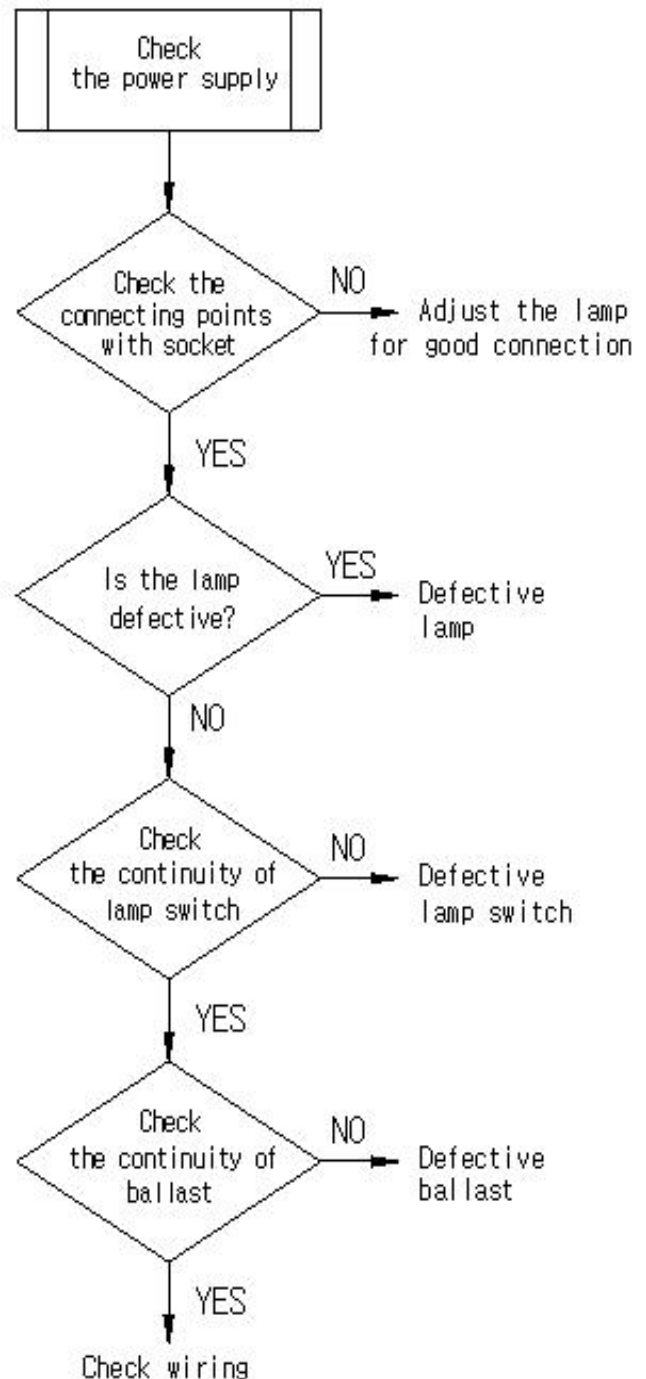 Check
the power supply
Check the
connecting points
with socket
NO
Adjust the lamp
for good connection
YES
Is the lamp
defective?
YES
Defective
lamp
NO
Check
the continuity of
lamp switch
NO
Defective
lamp switch
YES
Check
the continuity of
ballast
NO
Defective
ballast
YES
Check wiring